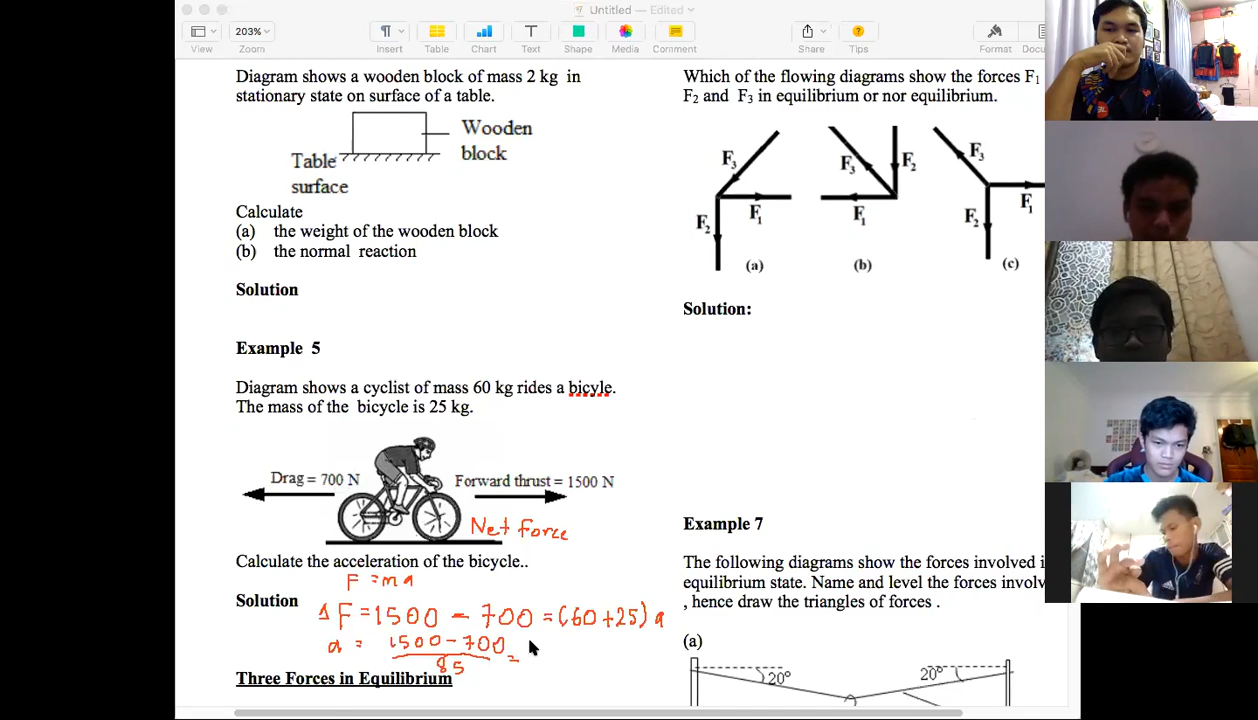 Untitled — Edited
203%
View
Zoom
Insert
Table
Chart
Text
Shape
Media
Comment
Share
Tips
Format
Docu
Diagram shows a wooden block of mass 2 kg in
stationary state on surface of a table.
Wooden
block
Table
surface
Calculate
(a) the weight of the wooden block
(b) the normal reaction
Solution
Example 5
Diagram shows a cyclist of mass 60 kg rides a bicyle.
The mass of the bicycle is 25 kg.
Drag = 700 N
Forward thrust = 1500 N
Net force
Calculate the acceleration of the bicycle..
F = ma
Solution
ΔF = 1500 - 700 = (60 + 25) a
a = 1500 - 700
85 =
Three Forces in Equilibrium
Which of the flowing diagrams show the forces F1
F2 and F3 in equilibrium or nor equilibrium.
F3
F2
F1
(a)
F3
F2
F1
(b)
F3
F2
F1
(c)
Solution:
Example 7
The following diagrams show the forces involved i
equilibrium state. Name and level the forces involv
, hence draw the triangles of forces .
(a)
20°
20°